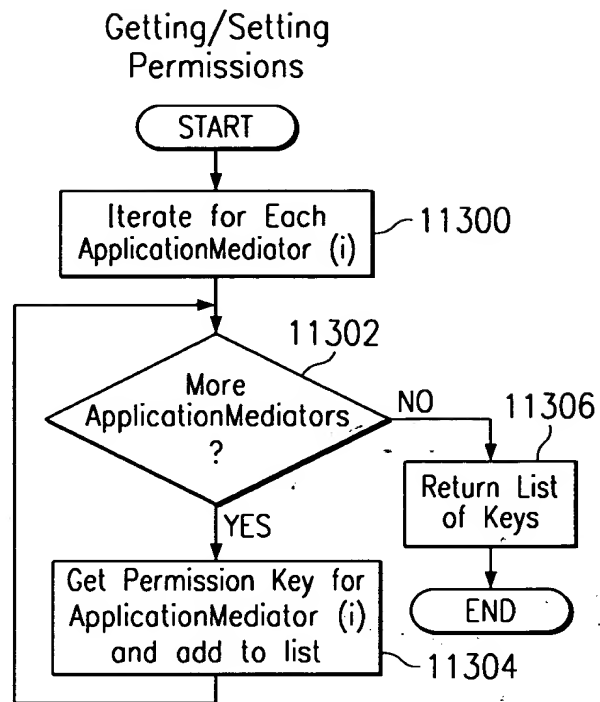 Getting/Setting
Permissions
START
Iterate for Each
ApplicationMediator (i)
11300
11302
More
ApplicationMediators
?
NO
11306
Return List
of Keys
YES
Get Permission Key for
ApplicationMediator (i)
and add to list
END
11304